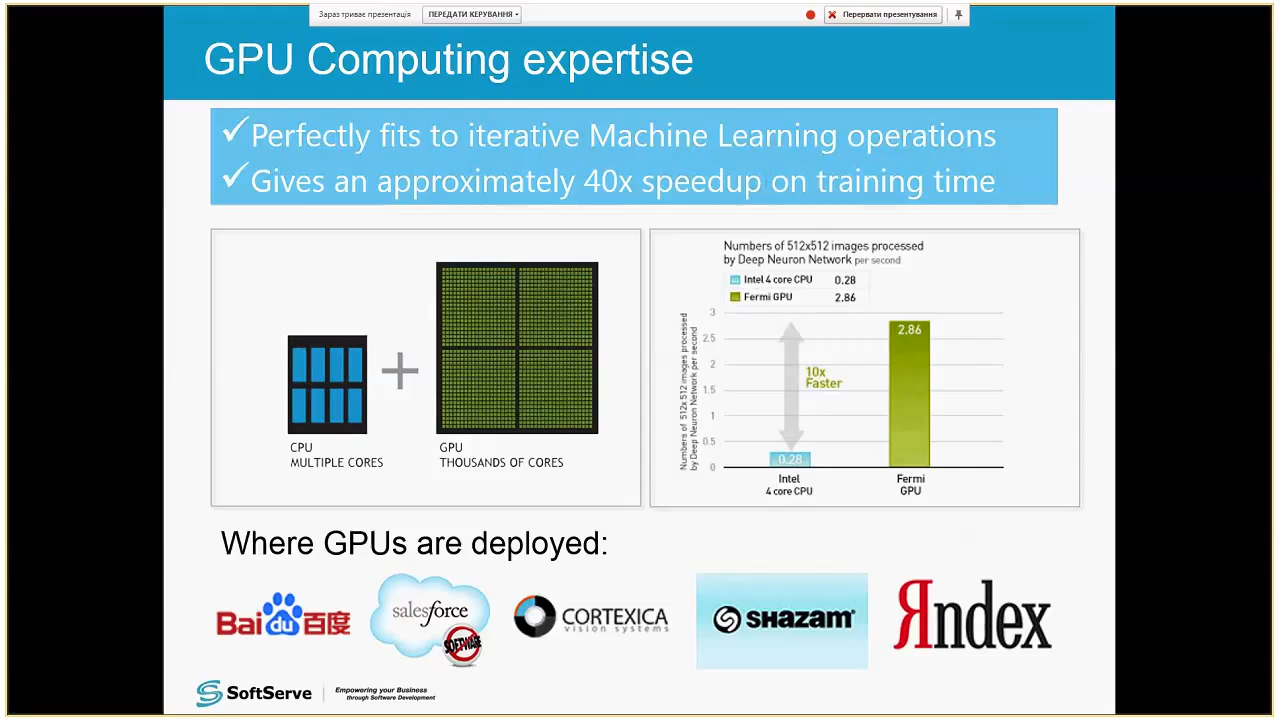 Зараз триває презентація
ПЕРЕДАТИ КЕРУВАННЯ
Перервати презентування
GPU Computing expertise
✓Perfectly fits to iterative Machine Learning operations
✓Gives an approximately 40x speedup on training time
CPU
MULTIPLE CORES
+
GPU
THOUSANDS OF CORES
Numbers of 512x512 images processed
by Deep Neuron Network per second
Intel 4 core CPU 0.28
Fermi GPU 2.86
Numbers of 512x 512 images processed
by Deep Neuron Network per second
3
2.5
2
1.5
1
0.5
0
10x
Faster
0.28
2.86
Intel
4 core CPU
Fermi
GPU
Where GPUs are deployed:
Bai du 百度
salesforce
SOFTWARE
CORTEXICA
vision systems
SHAZAM
Яndex
SoftServe
Empowering your Business
through Software Development